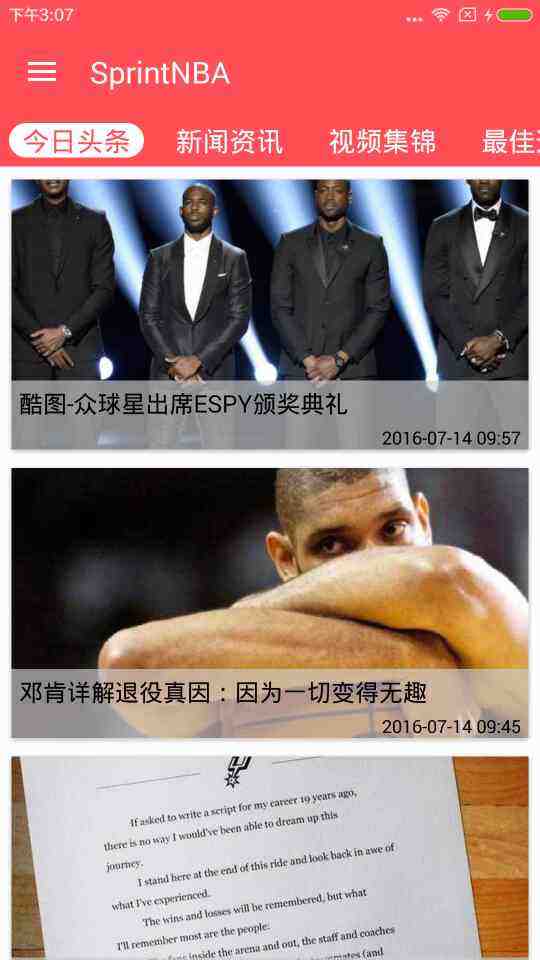 下午3:07
...
SprintNBA
今日头条
新闻资讯
视频集锦
最佳
酷图-众球星出席ESPY颁奖典礼
2016-07-14 09:57
邓肯详解退役真因：因为一切变得无趣
2016-07-14 09:45
If asked to write a script for my career 19 years ago,
there is no way I would've been able to dream up this
journey.
I stand here at the end of this ride and look back in awe of
what I've experienced.
The wins and losses will be remembered, but what
I'll remember most are the people:
fans inside the arena and out, the staff and coaches
(and